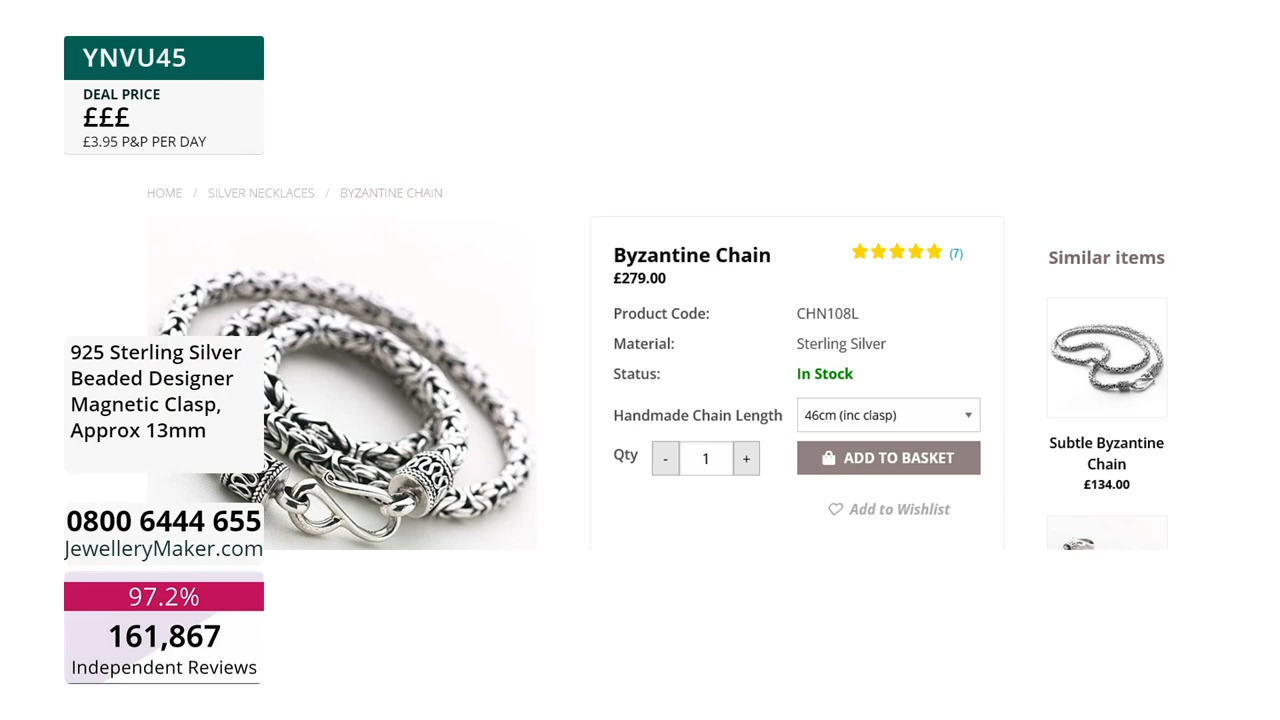 YNVU45
DEAL PRICE
£££
£3.95 P&P PER DAY
HOME / SILVER NECKLACES / BYZANTINE CHAIN
Byzantine Chain
(7)
£279.00
Product Code: CHN108L
Material: Sterling Silver
Status: In Stock
Handmade Chain Length 46cm (inc clasp)
Qty - 1 + ADD TO BASKET
Add to Wishlist
Similar items
Subtle Byzantine
Chain
£134.00
925 Sterling Silver
Beaded Designer
Magnetic Clasp,
Approx 13mm
0800 6444 655
JewelleryMaker.com
97.2%
161,867
Independent Reviews